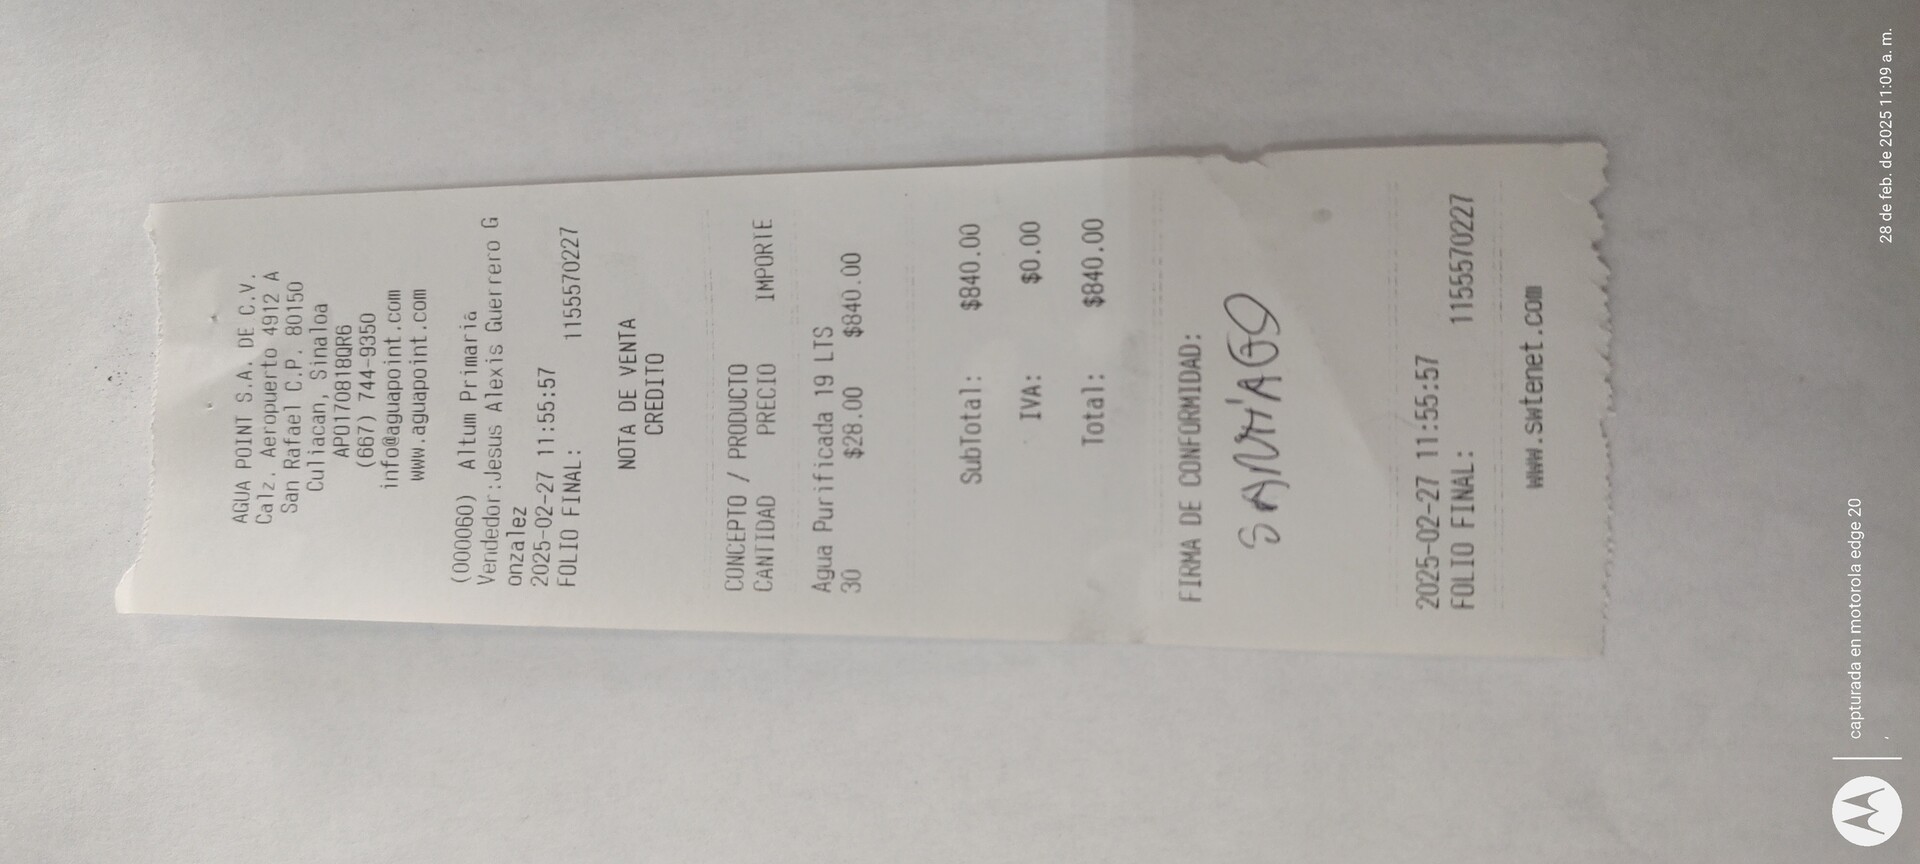 AGUA POINT S.A. DE C.V.
Calz. Aeropuerto 4912 A
San Rafael C.P. 80150
Culiacan, Sinaloa
APO170818QR6
(667) 744-9350
info@aguapoint.com
www.aguapoint.com
(000060) Altum Primaria
Vendedor:Jesus Alexis Guerrero G
onzalez
2025-02-27 11:55:57
FOLIO FINAL: 1155570227
NOTA DE VENTA
CREDITO
CONCEPTO / PRODUCTO
CANTIDAD PRECIO IMPORTE
Agua Purificada 19 LTS
30 $28.00 $840.00
SubTotal: $840.00
IVA: $0.00
Total: $840.00
FIRMA DE CONFORMIDAD:
SANTIAGO
2025-02-27 11:55:57
FOLIO FINAL: 1155570227
www.swtenet.com
capturada en motorola edge 20
28 de feb. de 2025 11:09 a. m.